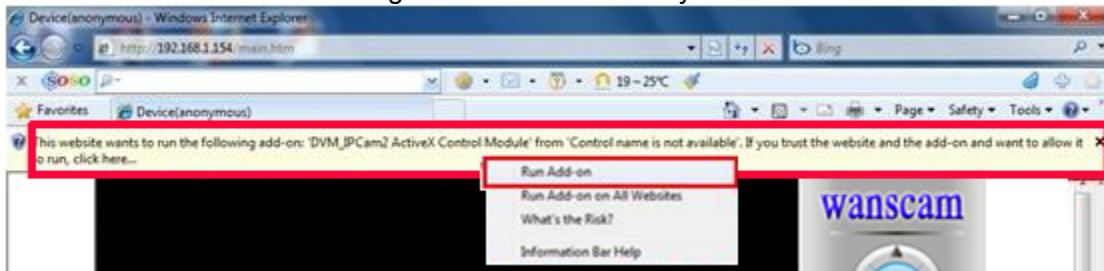 Device(anonymous) - Windows Internet Explorer
http://192.168.1.154/main.htm
Bing
X SOSO
19~25℃
Favorites Device(anonymous) Page Safety Tools
This website wants to run the following add-on: 'DVM_IPCam2 ActiveX Control Module' from 'Control name is not available'. If you trust the website and the add-on and want to allow it
o run, click here...
Run Add-on
Run Add-on on All Websites
What's the Risk?
Information Bar Help
wanscam